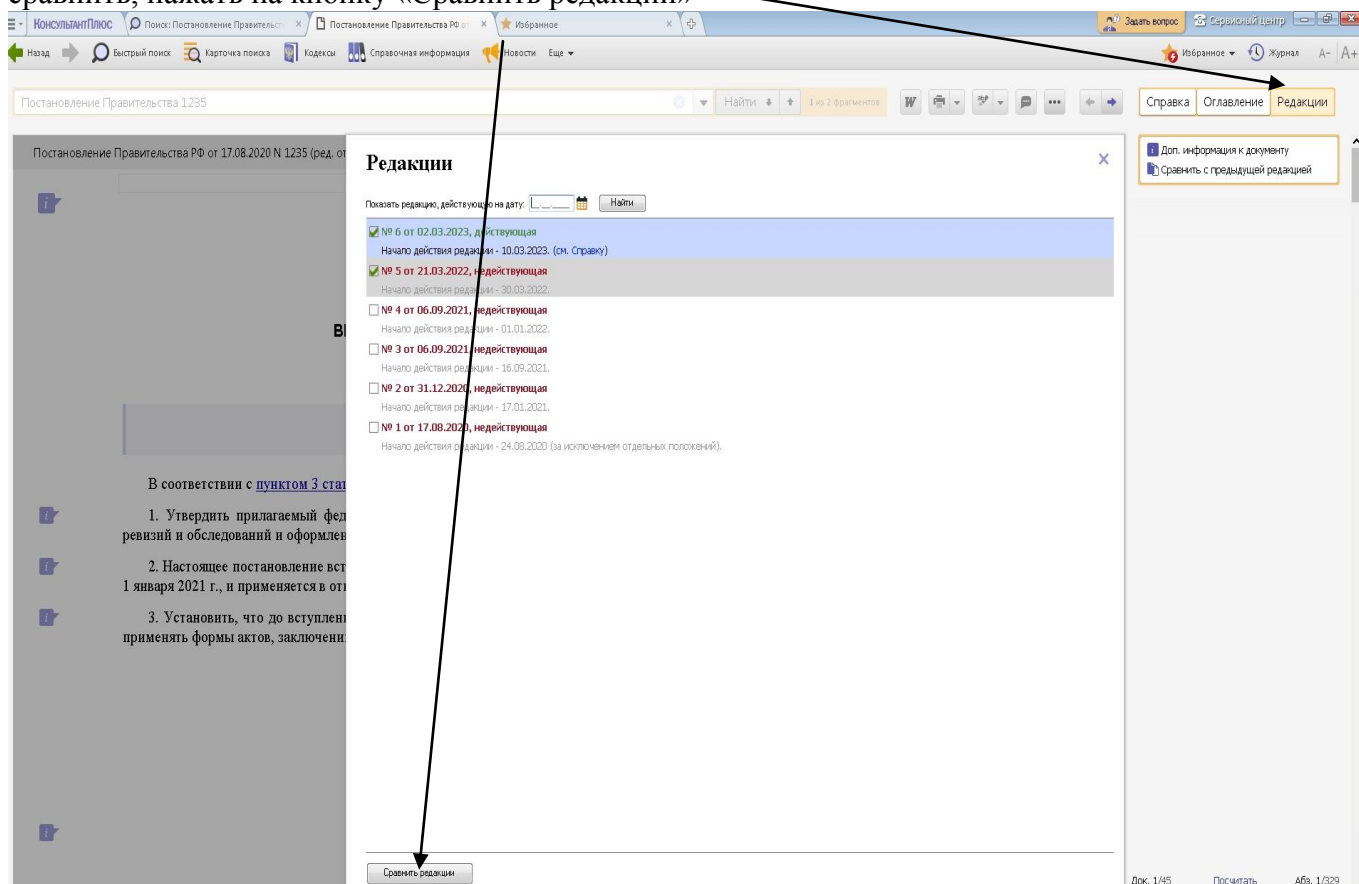 сравнить, нажать на кнопку «Сравнить редакции»
КОНСУЛЬТАНТПЛЮС Поиск: Постановление Правительст Постановление Правительства РФ от Избранное Задать вопрос Сервисный центр
Назад Быстрый поиск Карточка поиска Кодексы Справочная информация Новости Еще Избранное Журнал A- A+
Постановление Правительства 1235 Найти 1 из 2 фрагментов Справка Оглавление Редакции
Постановление Правительства РФ от 17.08.2020 N 1235 (ред. от
Редакции
Доп. информация к документу
Сравнить с предыдущей редакцией
Показать редакцию, действующую на дату: __.__.____ Найти
№ 6 от 02.03.2023, действующая
Начало действия редакции - 10.03.2023. (см. Справку)
№ 5 от 21.03.2022, недействующая
Начало действия редакции - 30.03.2022.
№ 4 от 06.09.2021, недействующая
Начало действия редакции - 01.01.2022.
№ 3 от 06.09.2021, недействующая
Начало действия редакции - 16.09.2021.
№ 2 от 31.12.2020, недействующая
Начало действия редакции - 17.01.2021.
№ 1 от 17.08.2020, недействующая
Начало действия редакции - 24.08.2020 (за исключением отдельных положений).
В соответствии с пунктом 3 ста
1. Утвердить прилагаемый фед
ревизий и обследований и оформлен
2. Настоящее постановление вст
1 января 2021 г., и применяется в от
3. Установить, что до вступлен
применять формы актов, заключени
Сравнить редакции
Док. 1/45 Посчитать Абз. 1/329